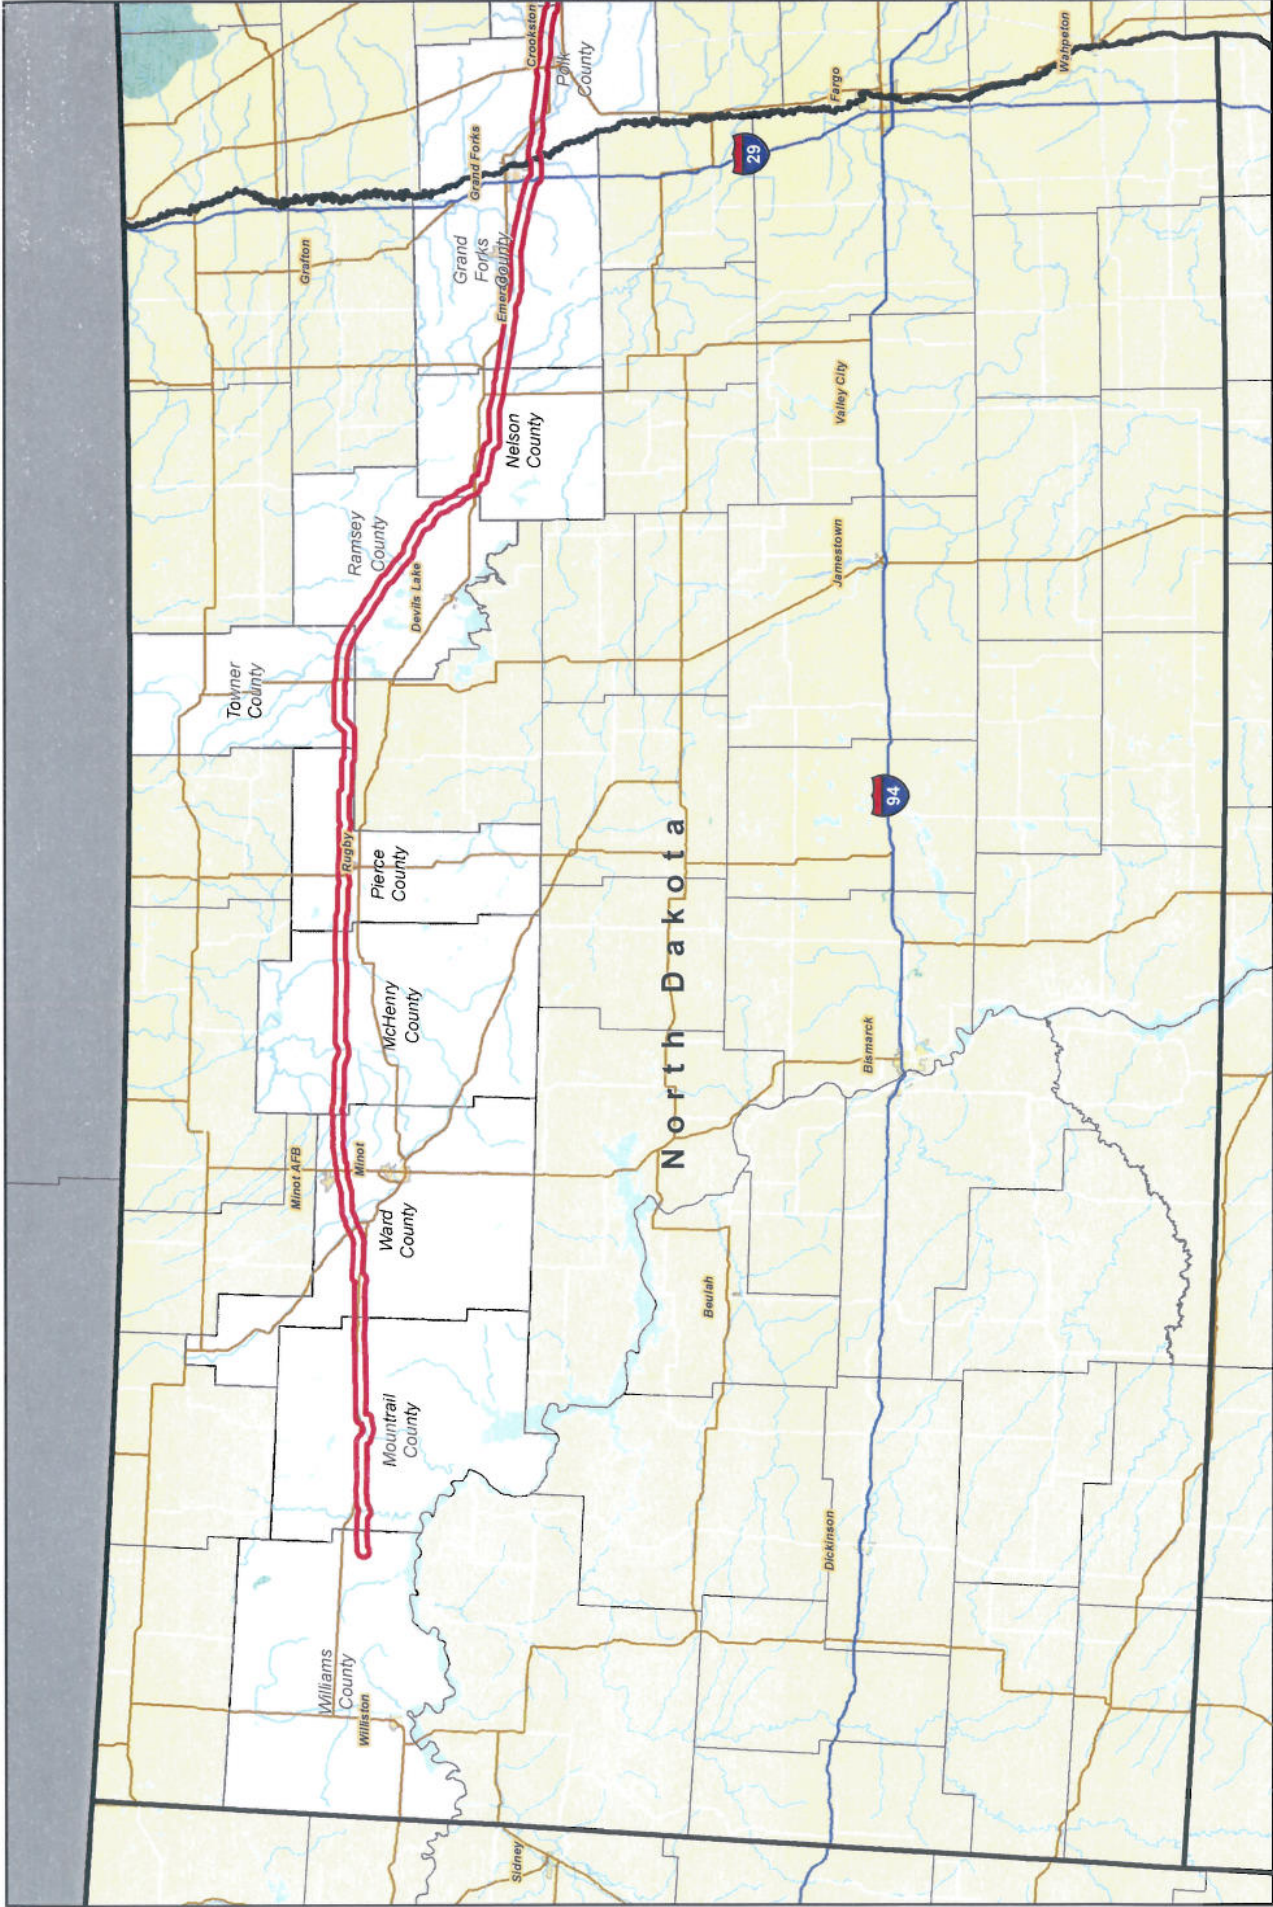 Crookston
Polk
County
Grand Forks
Grand
Forks
County
Grafton
29
Fargo
Wahpeton
Nelson
County
Ramsey
County
Devils Lake
Towner
County
Valley City
Jamestown
94
Rugby
Pierce
County
McHenry
County
North Dakota
Minot AFB
Minot
Ward
County
Bismarck
Beulah
Mountrail
County
Dickinson
Williams
County
Williston
Sidney